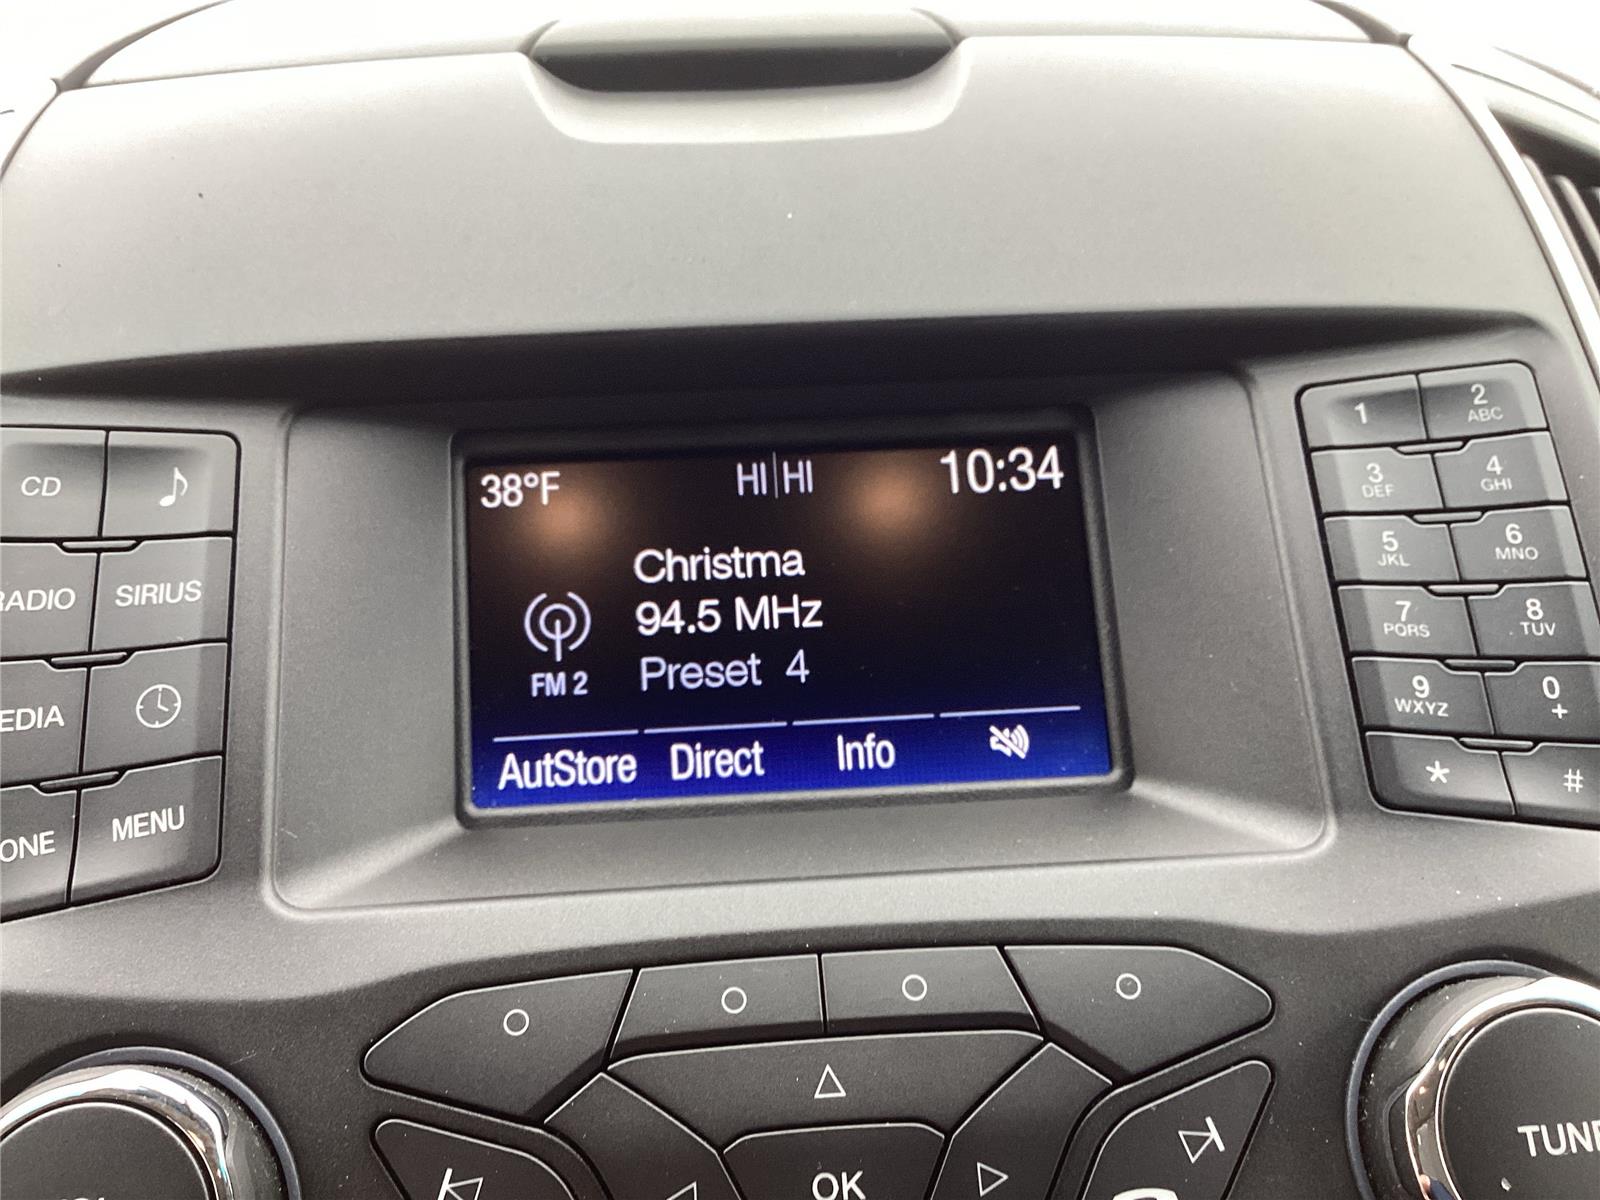 38°F HI|HI 10:34
Christma
94.5 MHz
FM 2 Preset 4
AutStore Direct Info
CD
RADIO SIRIUS
EDIA
ONE MENU
1 2 ABC
3 DEF 4 GHI
5 JKL 6 MNO
7 PQRS 8 TUV
9 WXYZ 0 +
* #
OK
TUNE